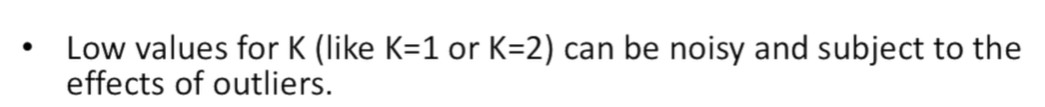 • Low values for K (like K=1 or K=2) can be noisy and subject to the
effects of outliers.